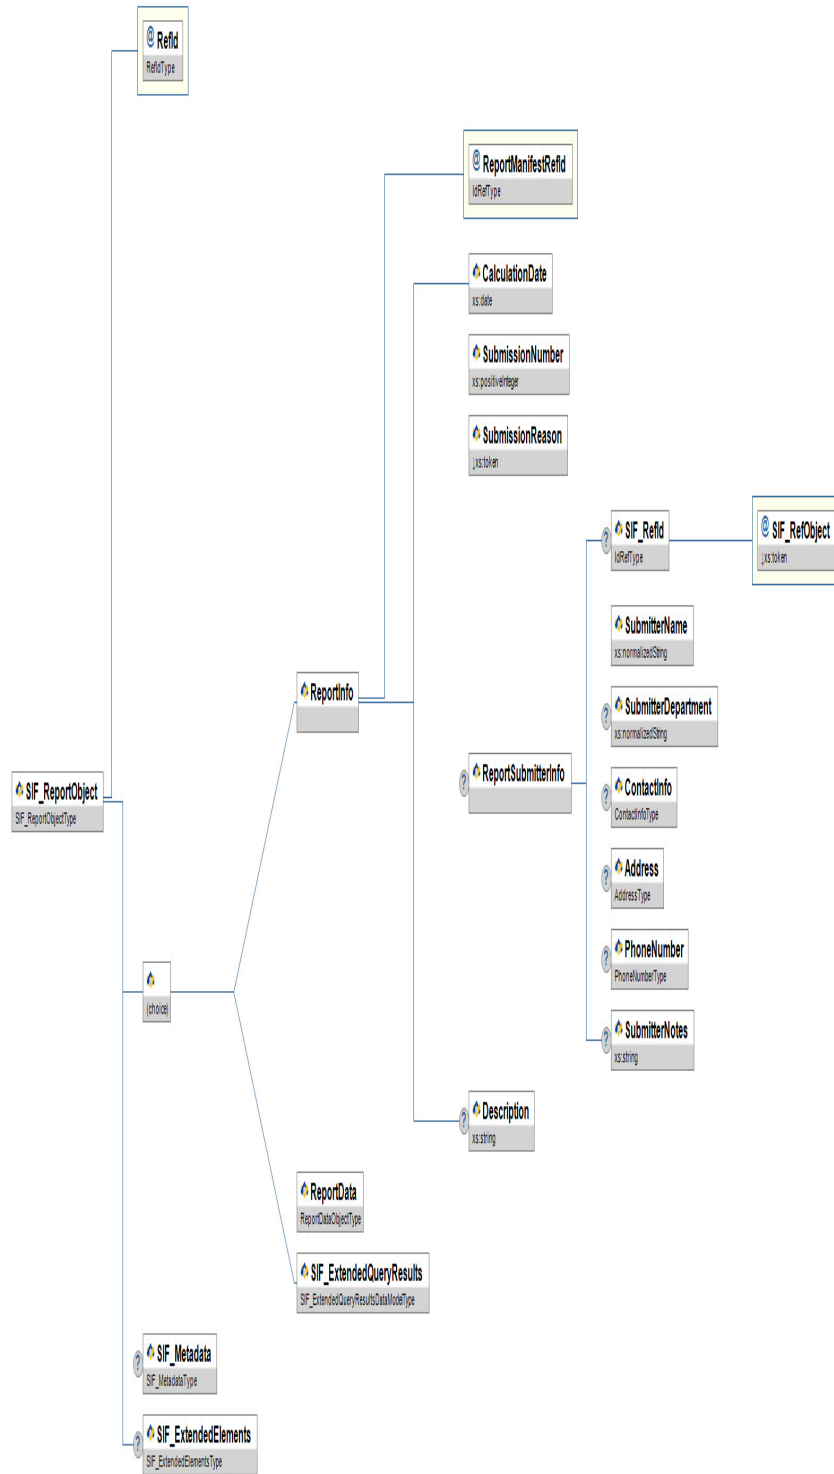 @ RefId
RefIdType
@ ReportManifestRefId
IdRefType
CalculationDate
xs:date
SubmissionNumber
xs:positiveInteger
SubmissionReason
xs:token
? SIF_RefId
IdRefType
@ SIF_RefObject
xs:token
SubmitterName
xs:normalizedString
ReportInfo
? SubmitterDepartment
xs:normalizedString
? ReportSubmitterInfo
SIF_ReportObject
SIF_ReportObjectType
? ContactInfo
ContactInfoType
? Address
AddressType
? PhoneNumber
PhoneNumberType
(choice)
? SubmitterNotes
xs:string
? Description
xs:string
ReportData
ReportDataObjectType
SIF_ExtendedQueryResults
SIF_ExtendedQueryResultsDataModelType
? SIF_Metadata
SIF_MetadataType
? SIF_ExtendedElements
SIF_ExtendedElementsType